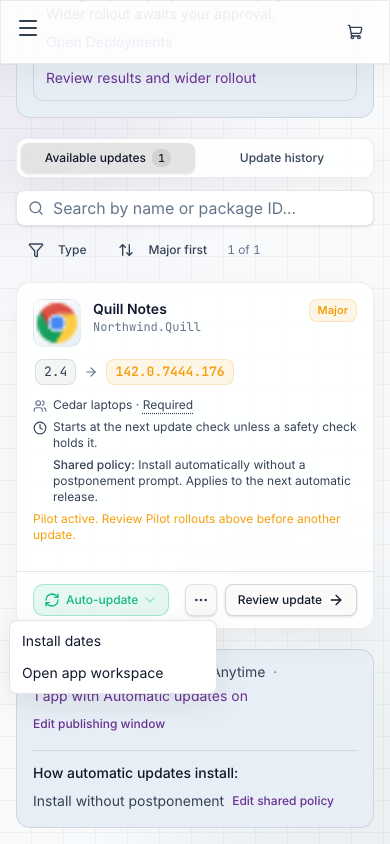 Wider rollout awaits your approval.
Open Deployments
Review results and wider rollout
Available updates 1
Update history
Search by name or package ID...
Type
Major first
1 of 1
Quill Notes
Major
Northwind.Quill
2.4 → 142.0.7444.176
Cedar laptops · Required
Starts at the next update check unless a safety check
holds it.
Shared policy: Install automatically without a
postponement prompt. Applies to the next automatic
release.
Pilot active. Review Pilot rollouts above before another
update.
Auto-update
Review update →
Install dates
Open app workspace
Anytime ·
1 app with Automatic updates on
Edit publishing window
How automatic updates install:
Install without postponement Edit shared policy